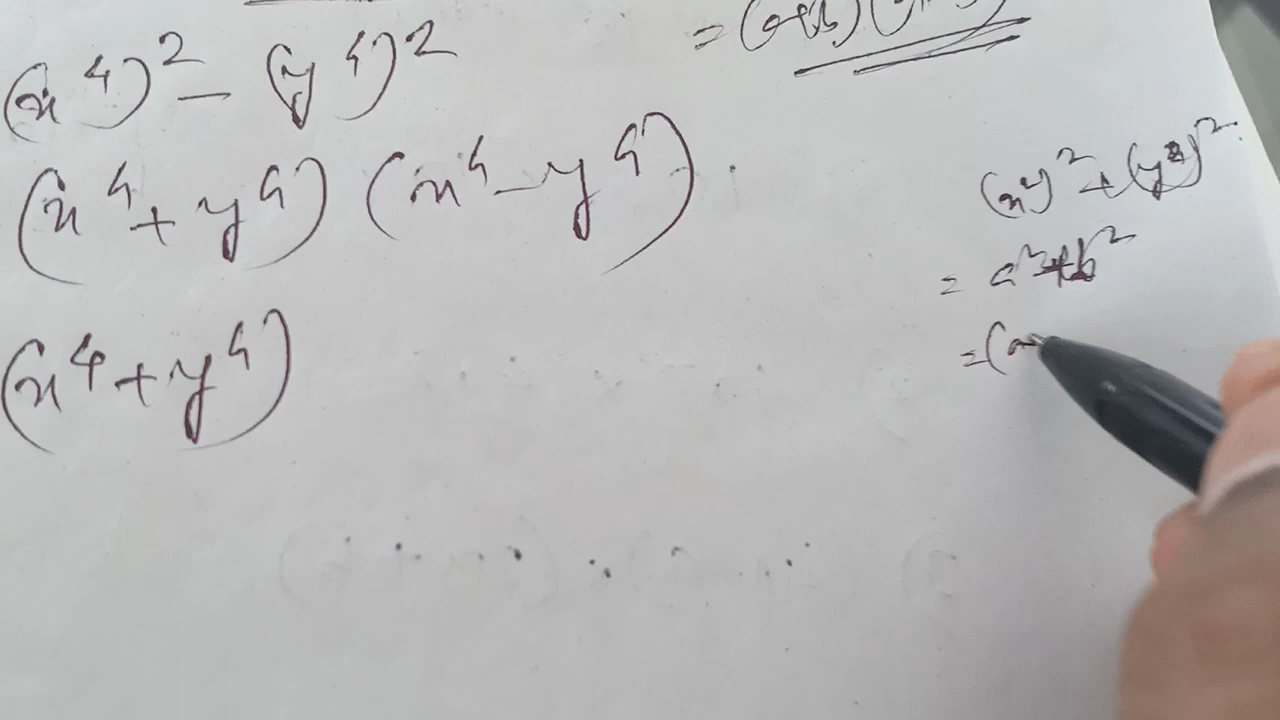 (x⁴)² − (y⁴)²
(x⁴ + y⁴) (x⁴ − y⁴)
(x⁴ + y⁴)
= (a+b)
(x²)² + (y²)²
= a² + b²
= (a